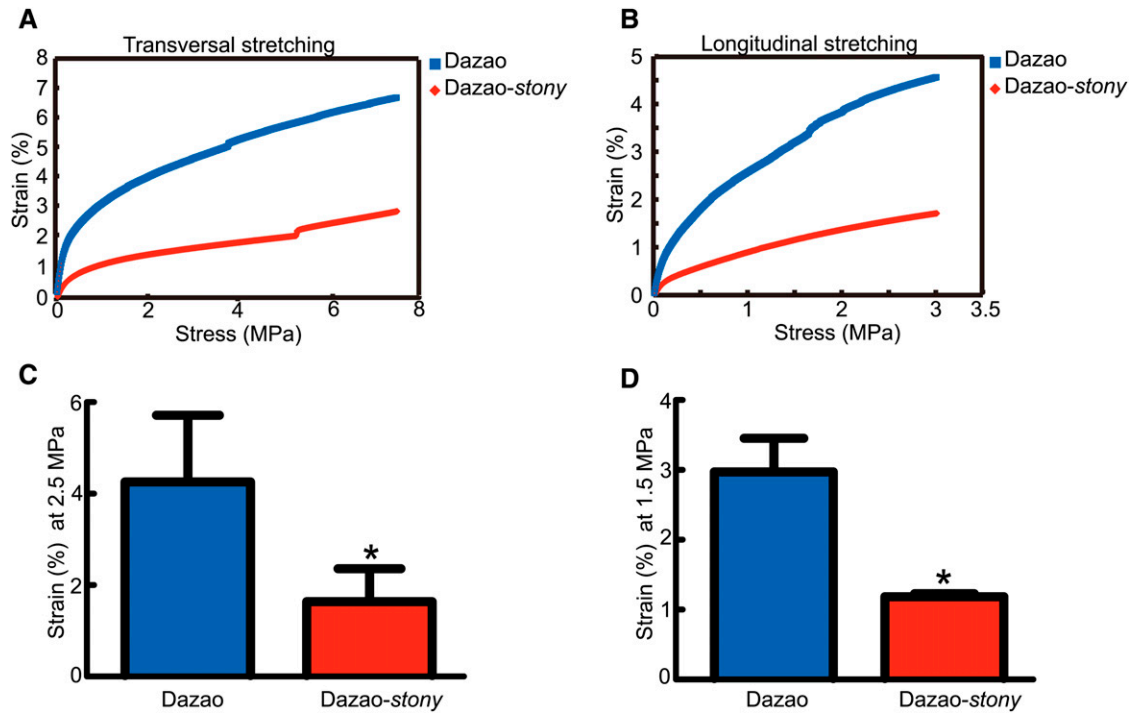 A
Transversal stretching
Dazao
Dazao-stony
Strain (%)
8
7
6
5
4
3
2
1
0
0 2 4 6 8
Stress (MPa)
B
Longitudinal stretching
Dazao
Dazao-stony
Strain (%)
5
4
3
2
1
0
0 1 2 3 3.5
Stress (MPa)
C
Strain (%) at 2.5 MPa
6
4
2
0
*
Dazao Dazao-stony
D
Strain (%) at 1.5 MPa
4
3
2
1
0
*
Dazao Dazao-stony